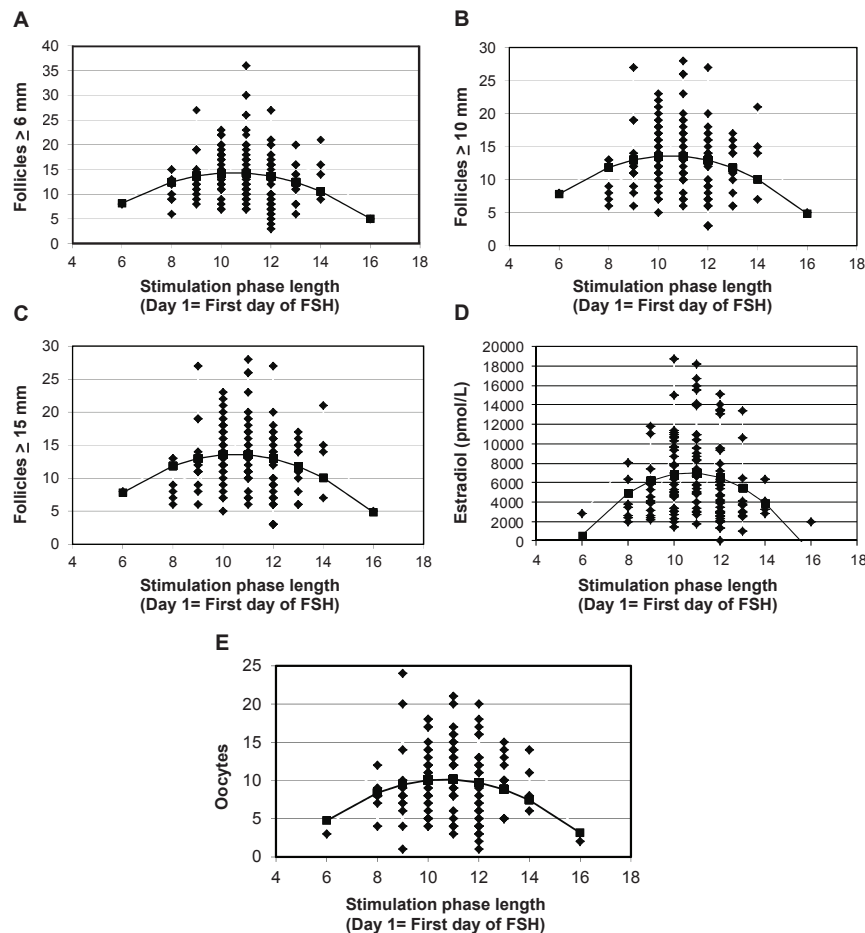 A
Follicles ≥ 6 mm
40
35
30
25
20
15
10
5
0
4 6 8 10 12 14 16 18
Stimulation phase length
(Day 1= First day of FSH)
B
Follicles ≥ 10 mm
30
25
20
15
10
5
0
4 6 8 10 12 14 16 18
Stimulation phase length
(Day 1= First day of FSH)
C
Follicles ≥ 15 mm
30
25
20
15
10
5
0
4 6 8 10 12 14 16 18
Stimulation phase length
(Day 1= First day of FSH)
D
Estradiol (pmol/L)
20000
18000
16000
14000
12000
10000
8000
6000
4000
2000
0
4 6 8 10 12 14 16 18
Stimulation phase length
(Day 1= First day of FSH)
E
Oocytes
25
20
15
10
5
0
4 6 8 10 12 14 16 18
Stimulation phase length
(Day 1= First day of FSH)